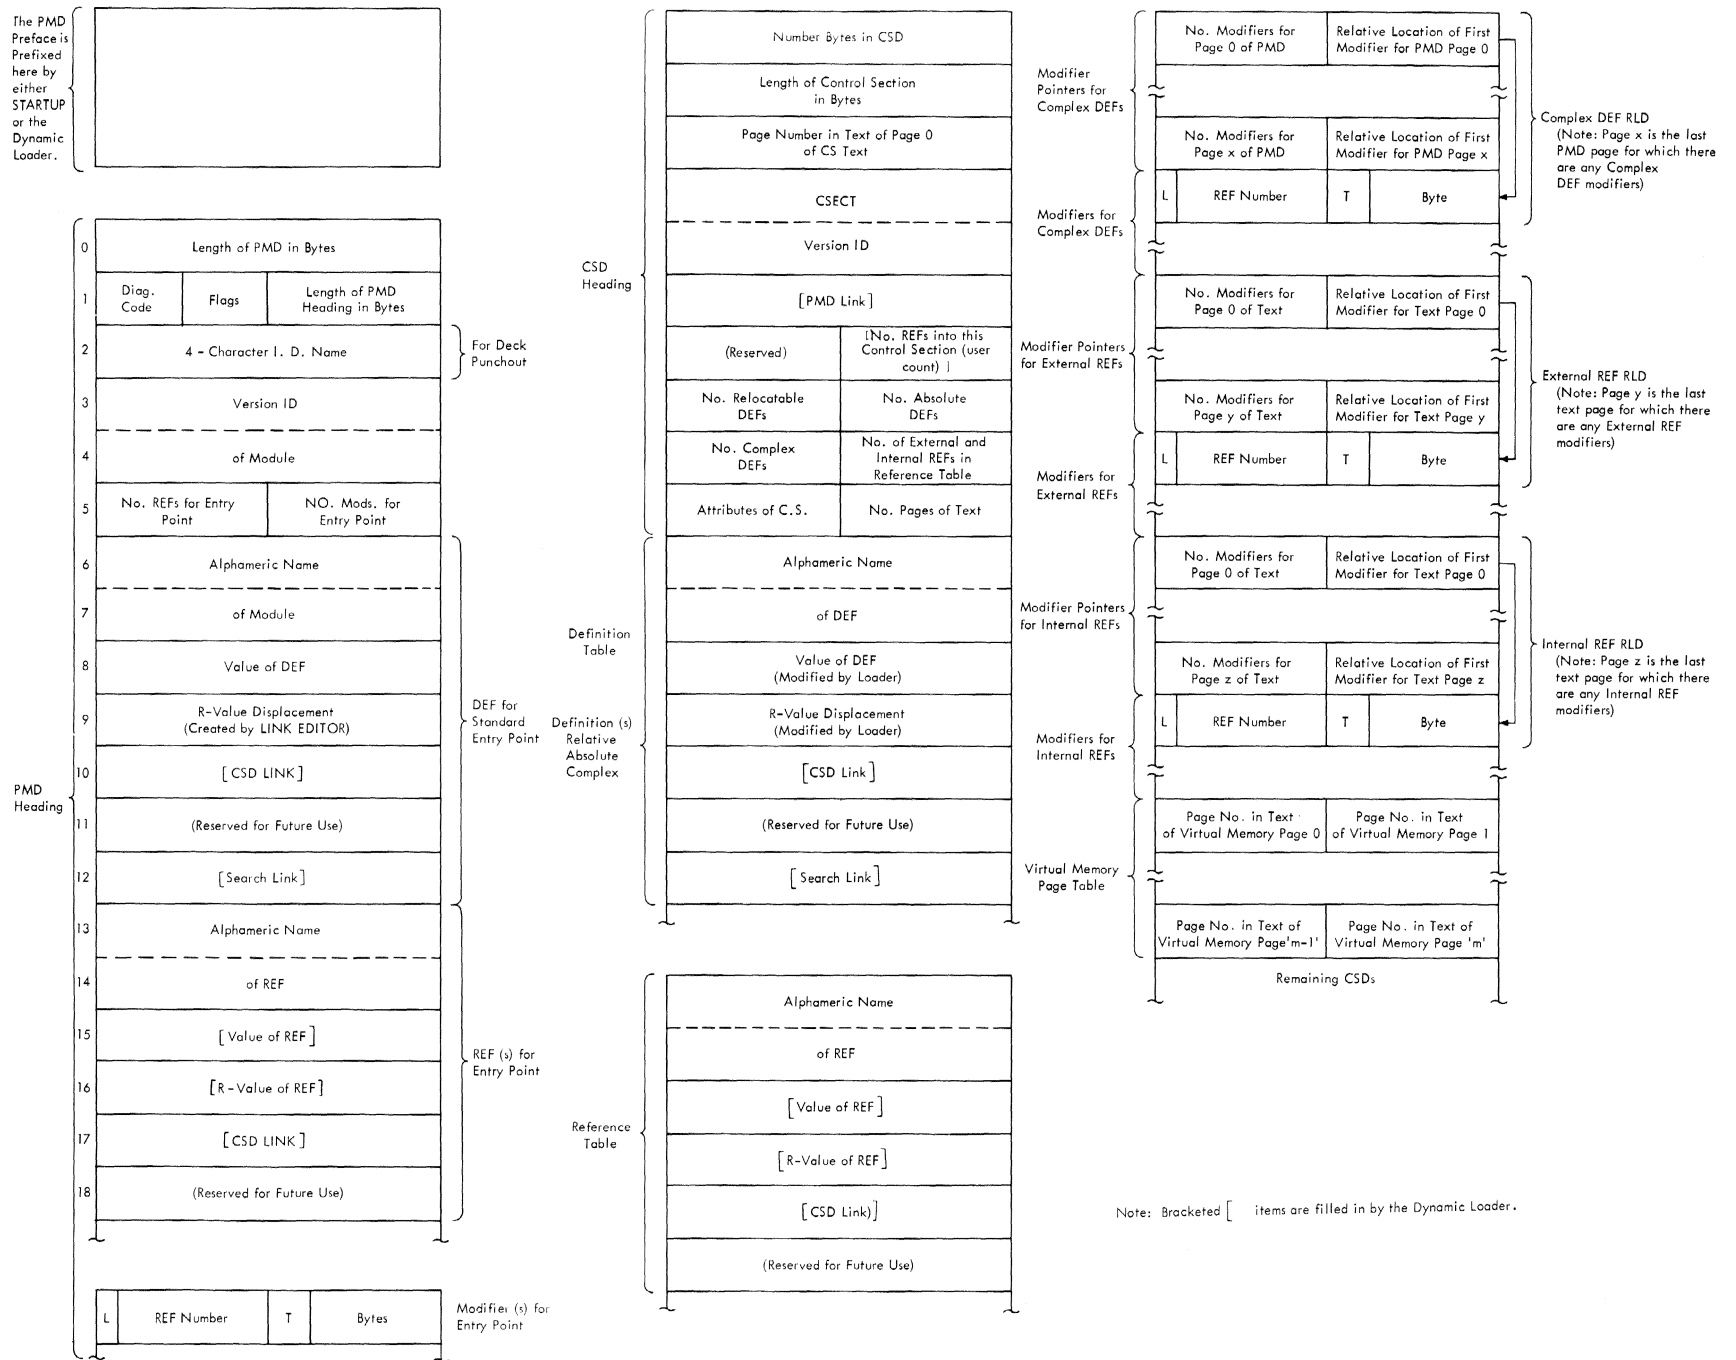 The PMD
Preface is
Prefixed
here by
either
STARTUP
or the
Dynamic
Loader.
PMD
Heading
0
Length of PMD in Bytes
1
Diag.
Code
Flags
Length of PMD
Heading in Bytes
2
4 - Character I. D. Name
For Deck
Punchout
3
Version ID
4
of Module
5
No. REFs for Entry
Point
NO. Mods. for
Entry Point
6
Alphameric Name
7
of Module
8
Value of DEF
9
R-Value Displacement
(Created by LINK EDITOR)
10
[CSD LINK]
11
(Reserved for Future Use)
12
[Search Link]
DEF for
Standard
Entry Point
13
Alphameric Name
14
of REF
15
[Value of REF]
16
[R-Value of REF]
17
[CSD LINK]
18
(Reserved for Future Use)
REF (s) for
Entry Point
L
REF Number
T
Bytes
Modifier (s) for
Entry Point
CSD
Heading
Number Bytes in CSD
Length of Control Section
in Bytes
Page Number in Text of Page 0
of CS Text
CSECT
Version ID
[PMD Link]
(Reserved)
[No. REFs into this
Control Section (user
count) ]
No. Relocatable
DEFs
No. Absolute
DEFs
No. Complex
DEFs
No. of External and
Internal REFs in
Reference Table
Attributes of C.S.
No. Pages of Text
Definition
Table
Definition (s)
Relative
Absolute
Complex
Alphameric Name
of DEF
Value of DEF
(Modified by Loader)
R-Value Displacement
(Modified by Loader)
[CSD Link]
(Reserved for Future Use)
[Search Link]
Reference
Table
Alphameric Name
of REF
[Value of REF]
[R-Value of REF]
[CSD Link)]
(Reserved for Future Use)
Modifier
Pointers for
Complex DEFs
No. Modifiers for
Page 0 of PMD
Relative Location of First
Modifier for PMD Page 0
No. Modifiers for
Page x of PMD
Relative Location of First
Modifier for PMD Page x
Modifiers for
Complex DEFs
L
REF Number
T
Byte
Complex DEF RLD
(Note: Page x is the last
PMD page for which there
are any Complex
DEF modifiers)
Modifier Pointers
for External REFs
No. Modifiers for
Page 0 of Text
Relative Location of First
Modifier for Text Page 0
No. Modifiers for
Page y of Text
Relative Location of First
Modifier for Text Page y
Modifiers for
External REFs
L
REF Number
T
Byte
External REF RLD
(Note: Page y is the last
text page for which there
are any External REF
modifiers)
Modifier Pointers
for Internal REFs
No. Modifiers for
Page 0 of Text
Relative Location of First
Modifier for Text Page 0
No. Modifiers for
Page z of Text
Relative Location of First
Modifier for Text Page z
Modifiers for
Internal REFs
L
REF Number
T
Byte
Internal REF RLD
(Note: Page z is the last
text page for which there
are any Internal REF
modifiers)
Virtual Memory
Page Table
Page No. in Text
of Virtual Memory Page 0
Page No. in Text
of Virtual Memory Page 1
Page No. in Text of
Virtual Memory Page'm-1'
Page No. in Text of
Virtual Memory Page 'm'
Remaining CSDs
Note: Bracketed [ items are filled in by the Dynamic Loader.